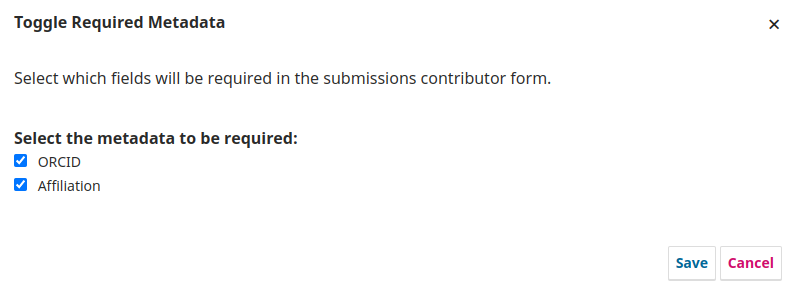 Toggle Required Metadata
Select which fields will be required in the submissions contributor form.
Select the metadata to be required:
ORCID
Affiliation
Save Cancel